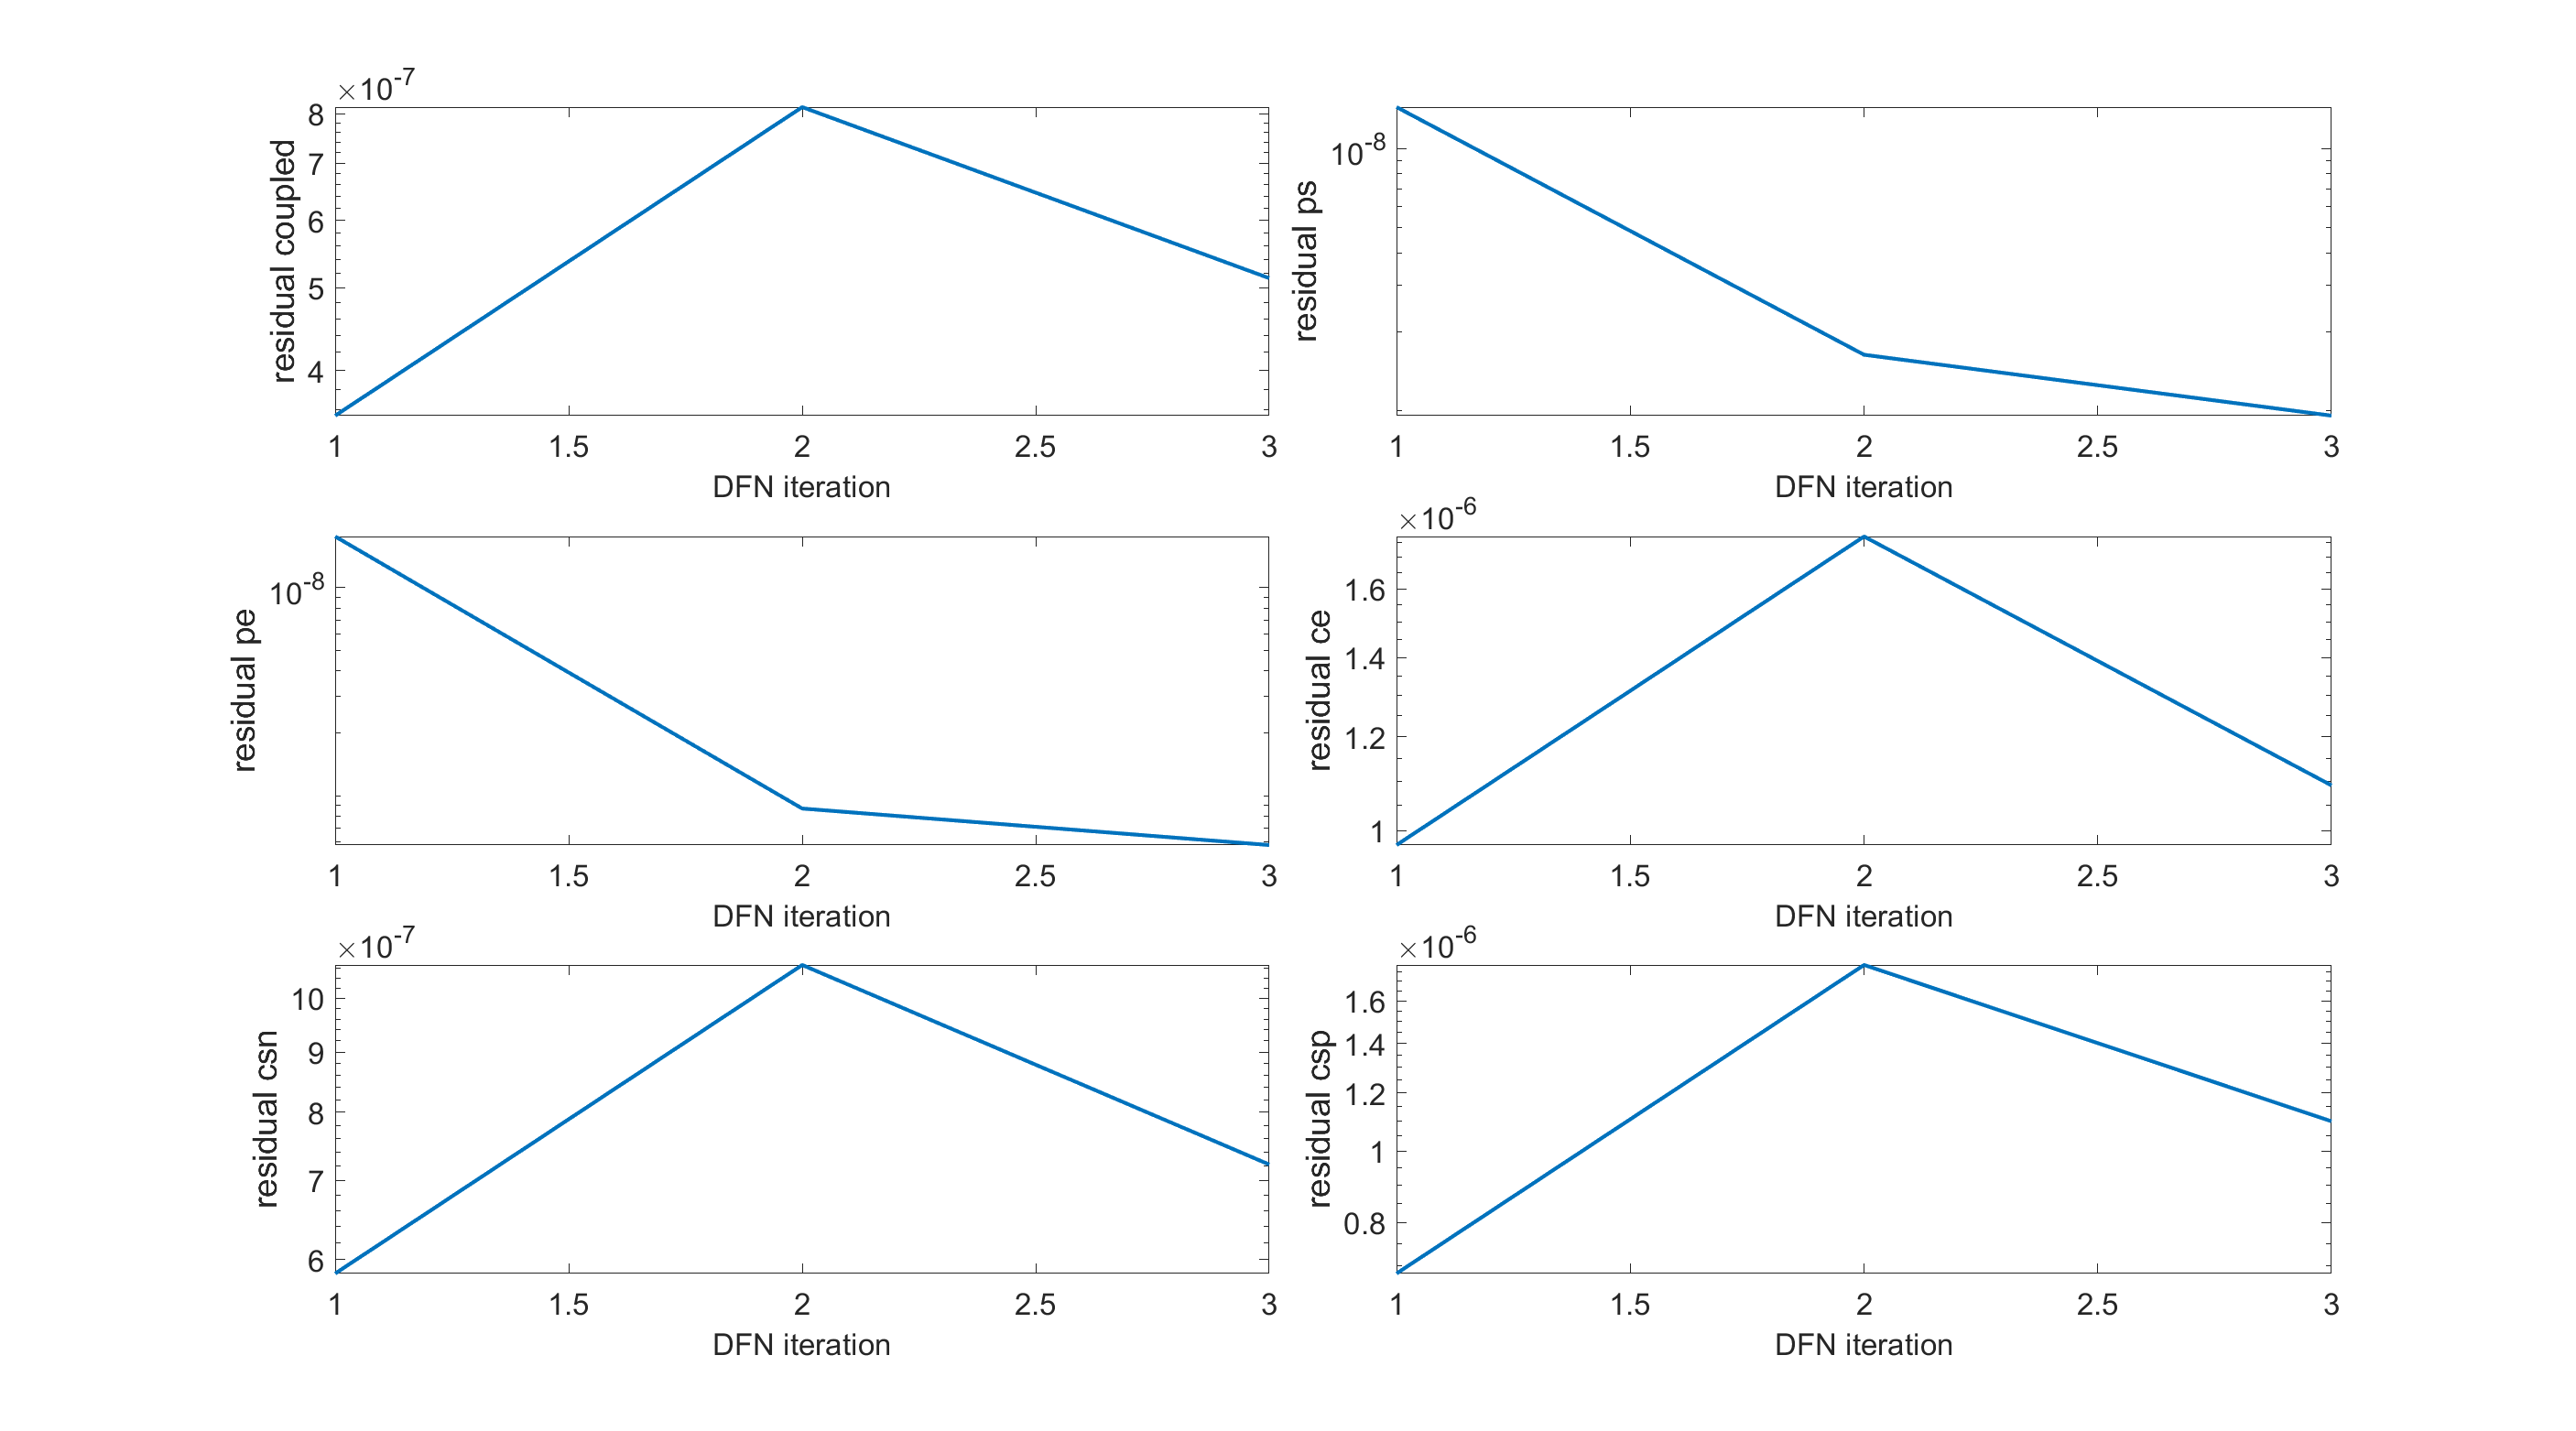 ×10-7
8
7
6
5
4
residual coupled
1 1.5 2 2.5 3
DFN iteration
10-8
residual ps
1 1.5 2 2.5 3
DFN iteration
10-8
residual pe
1 1.5 2 2.5 3
DFN iteration
×10-6
1.6
1.4
1.2
1
residual ce
1 1.5 2 2.5 3
DFN iteration
×10-7
10
9
8
7
6
residual csn
1 1.5 2 2.5 3
DFN iteration
×10-6
1.6
1.4
1.2
1
0.8
residual csp
1 1.5 2 2.5 3
DFN iteration